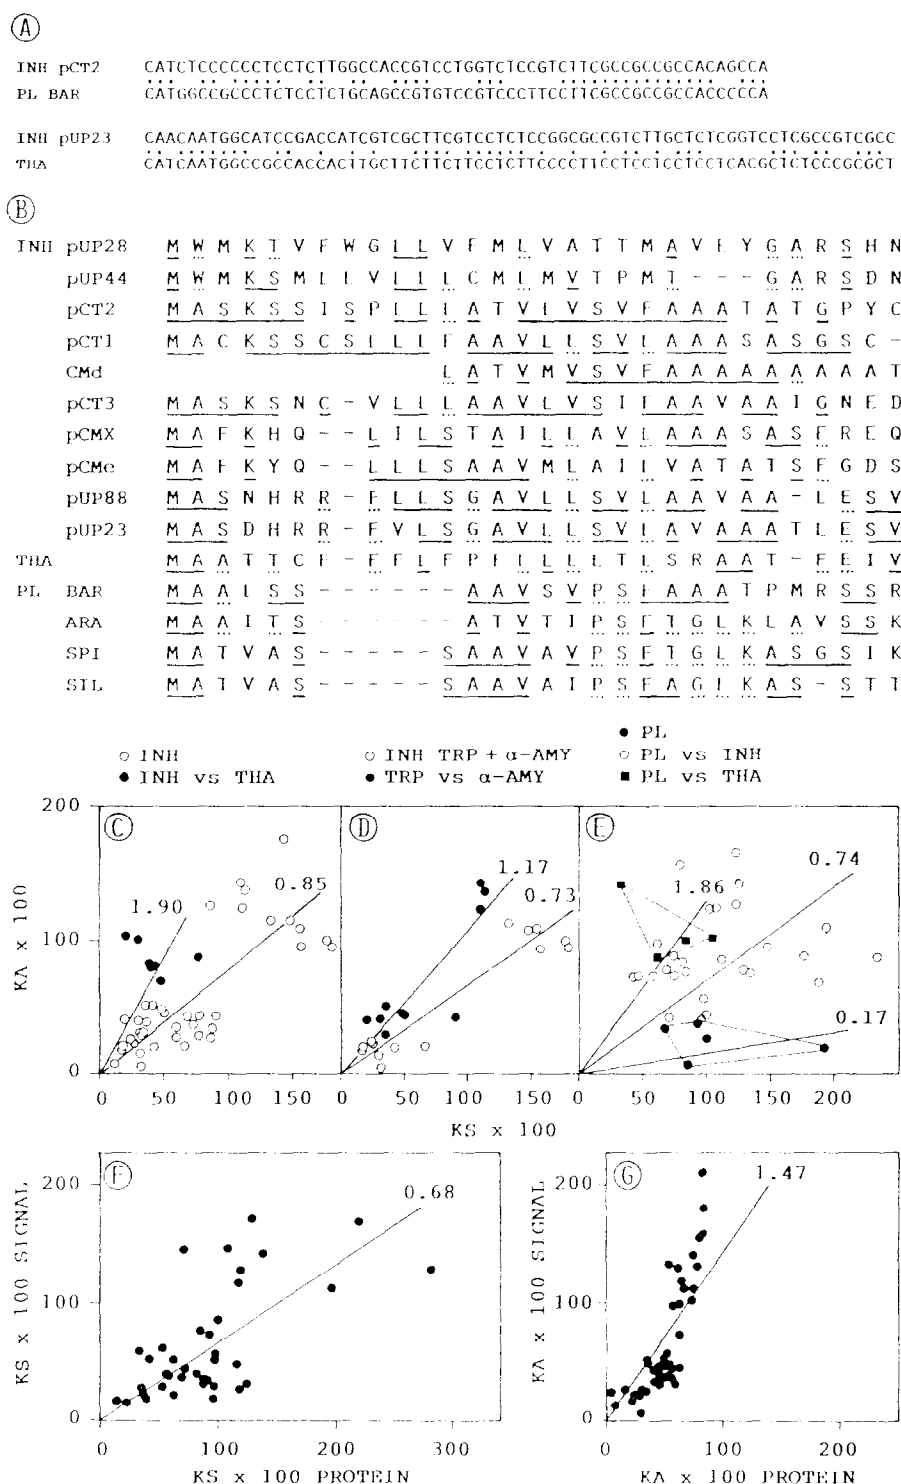 A
INH pCT2 CATCTCCCCCCTCCTCTTGGCCACCGTCCTGGTCTCCGTCTTCGCCGCCGCCACAGCCA
PL BAR CATGGCCGCCCTCTCCTCTGCAGCCGTGTCCGTCCCTTCCTTCGCCGCCGCCACCCCCA
INH pUP23 CAACAATGGCATCCGACCATCGTCGCTTCGTCCTCTCCGGCGCCGTCTTGCTCTCGGTCCTCGCCGTCGCC
THA CATCAATGGCCGCCACCACTTGCTTCTTCTTCCTCTTCCCCTTCCTCCTCCTCCTCACGCTCTCCCGCGCT
B
INH pUP28 M W M K T V F W G L L V F M L V A T T M A V E Y G A R S H N
pUP44 M W M K S M L L V L I L C M L M V T P M T - - - G A R S D N
pCT2 M A S K S S I S P L L L A T V L V S V F A A A T A T G P Y C
pCT1 M A C K S S C S L L L F A A V L L S V L A A A S A S G S C -
CMd L A T V M V S V F A A A A A A A A A T
pCT3 M A S K S N C - V L L L A A V L V S I F A A V A A I G N E D
pCMX M A F K H Q - - L I L S T A I L L A V L A A A S A S F R E Q
pCMe M A F K Y Q - - L L L S A A V M L A I L V A T A T S F G D S
pUP88 M A S N H R R - F L L S G A V L L S V L A A V A A - L E S V
pUP23 M A S D H R R - F V L S G A V L L S V L A V A A A T L E S V
THA M A A T T C F - F F L F P F L L L L T L S R A A T - F E I V
PL BAR M A A L S S - - - - - - A A V S V P S F A A A T P M R S S R
ARA M A A I T S - - - - - - A T V T I P S F T G L K L A V S S K
SPI M A T V A S - - - - - S A A V A V P S F T G L K A S G S I K
SIL M A T V A S - - - - - S A A V A I P S F A G L K A S - S T T
○ INH
● INH vs THA
○ INH TRP + α-AMY
● TRP vs α-AMY
● PL
○ PL vs INH
■ PL vs THA
KA x 100
200
100
0
C
1.90
0.85
0 50 100 150
D
1.17
0.73
0 50 100 150
E
1.86
0.74
0.17
0 50 100 150 200
KS x 100
KS x 100 SIGNAL
200
100
0
F
0.68
0 100 200 300
KS x 100 PROTEIN
KA x 100 SIGNAL
200
100
0
G
1.47
0 100 200
KA x 100 PROTEIN